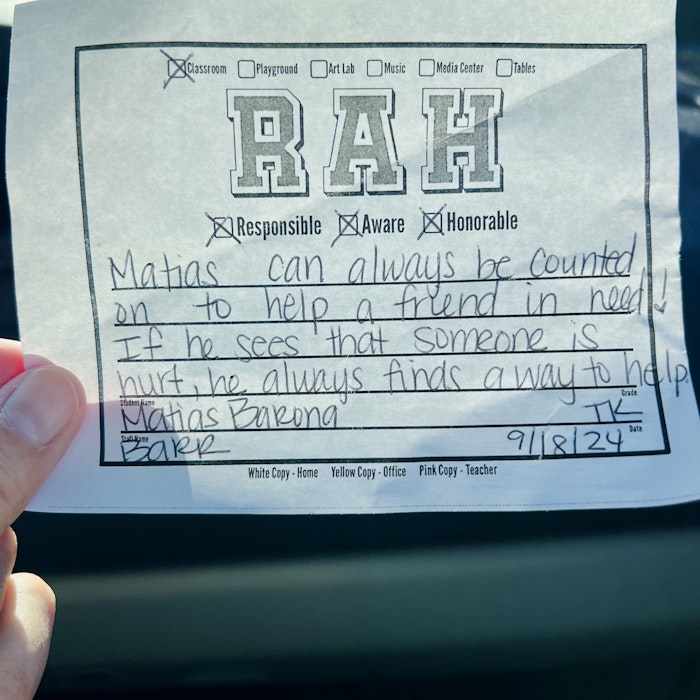 Classroom Playground Art Lab Music Media Center Tables
RAH
Responsible Aware Honorable
Matias can always be counted
on to help a friend in need!
If he sees that someone is
hurt, he always finds a way to help.
Student Name Grade
Matias Barona TK
Staff Name Date
BARR 9/18/24
White Copy - Home Yellow Copy - Office Pink Copy - Teacher